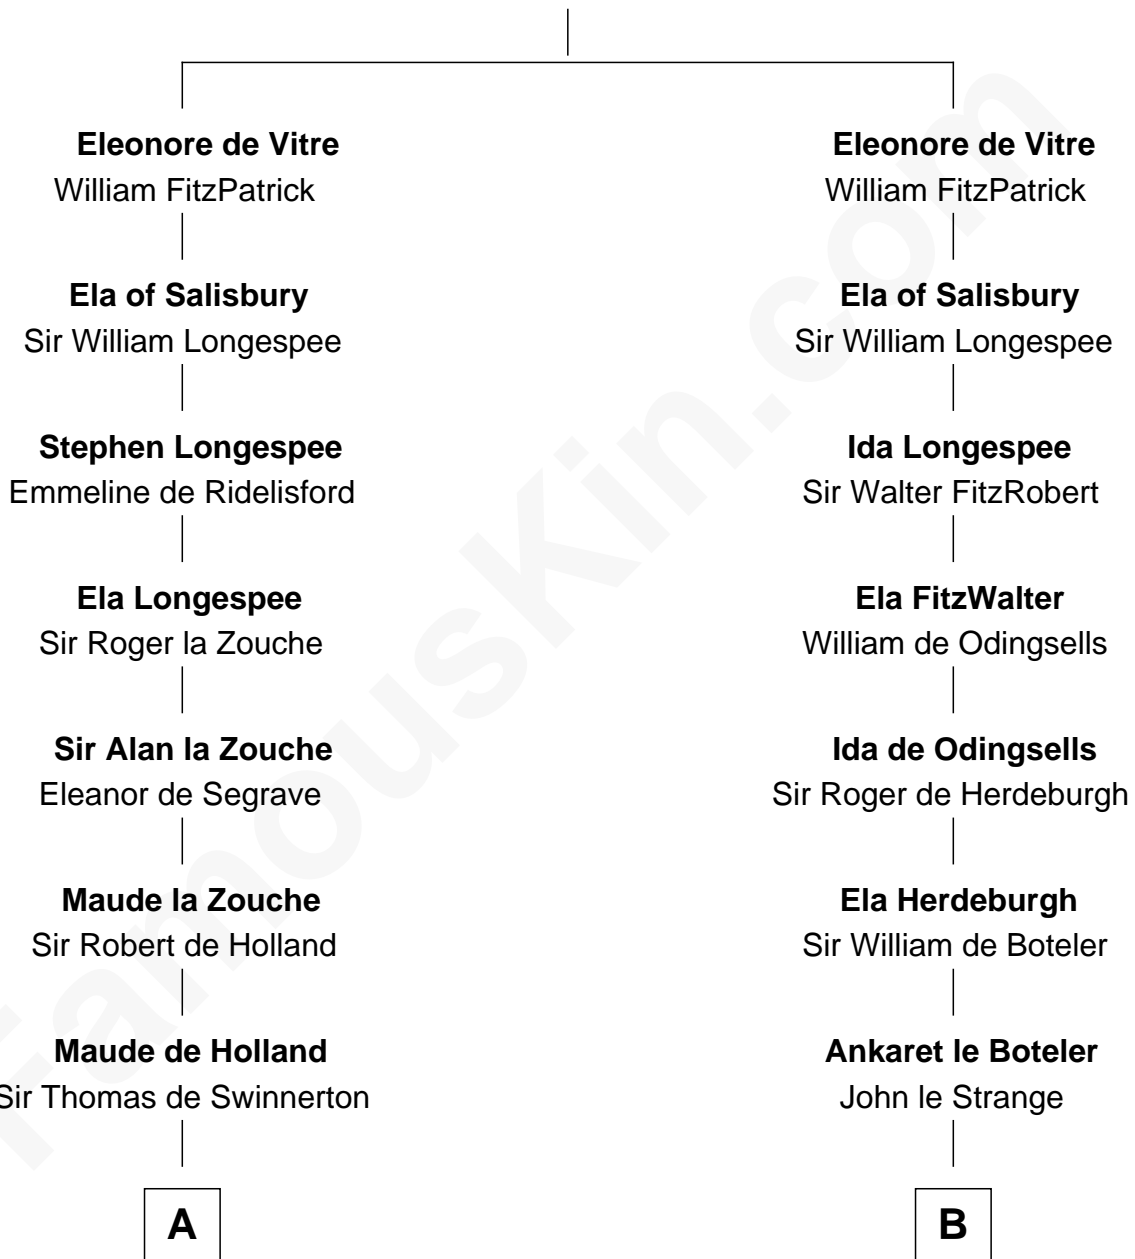 Eleonore de Vitre
William FitzPatrick
Ela of Salisbury
Sir William Longespee
Stephen Longespee
Emmeline de Ridelisford
Ela Longespee
Sir Roger la Zouche
Sir Alan la Zouche
Eleanor de Segrave
Maude la Zouche
Sir Robert de Holland
Maude de Holland
Sir Thomas de Swinnerton
A
Eleonore de Vitre
William FitzPatrick
Ela of Salisbury
Sir William Longespee
Ida Longespee
Sir Walter FitzRobert
Ela FitzWalter
William de Odingsells
Ida de Odingsells
Sir Roger de Herdeburgh
Ela Herdeburgh
Sir William de Boteler
Ankaret le Boteler
John le Strange
B
FamousKin.com